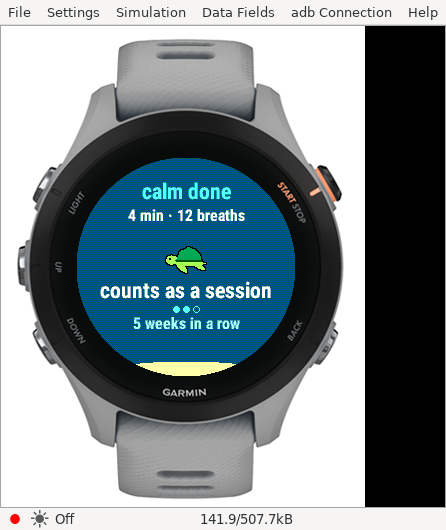 File Settings Simulation Data Fields adb Connection Help
LIGHT
START STOP
UP
DOWN
BACK
calm done
4 min · 12 breaths
counts as a session
5 weeks in a row
GARMIN
Off 141.9/507.7kB